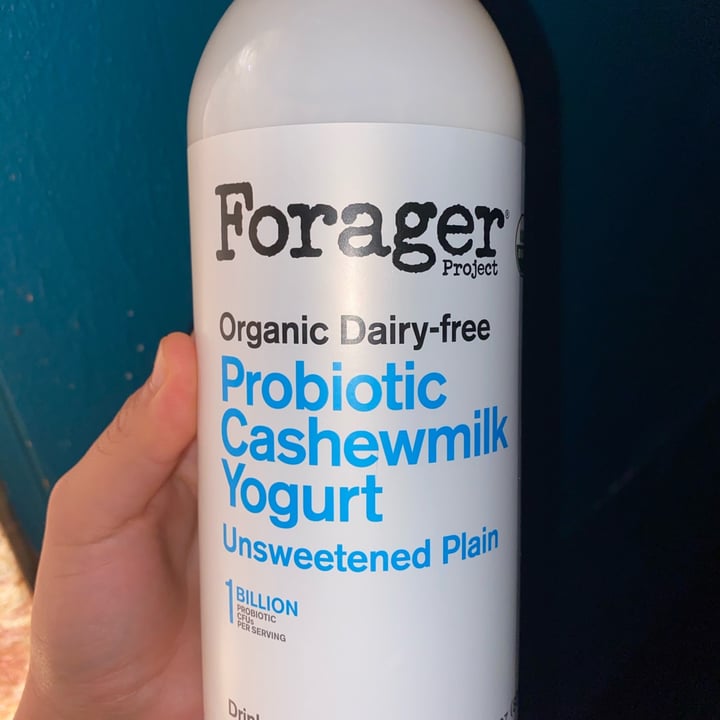 Forager®
Project
Organic Dairy-free
Probiotic
Cashewmilk
Yogurt
Unsweetened Plain
1 BILLION
PROBIOTIC
CFUs
PER SERVING